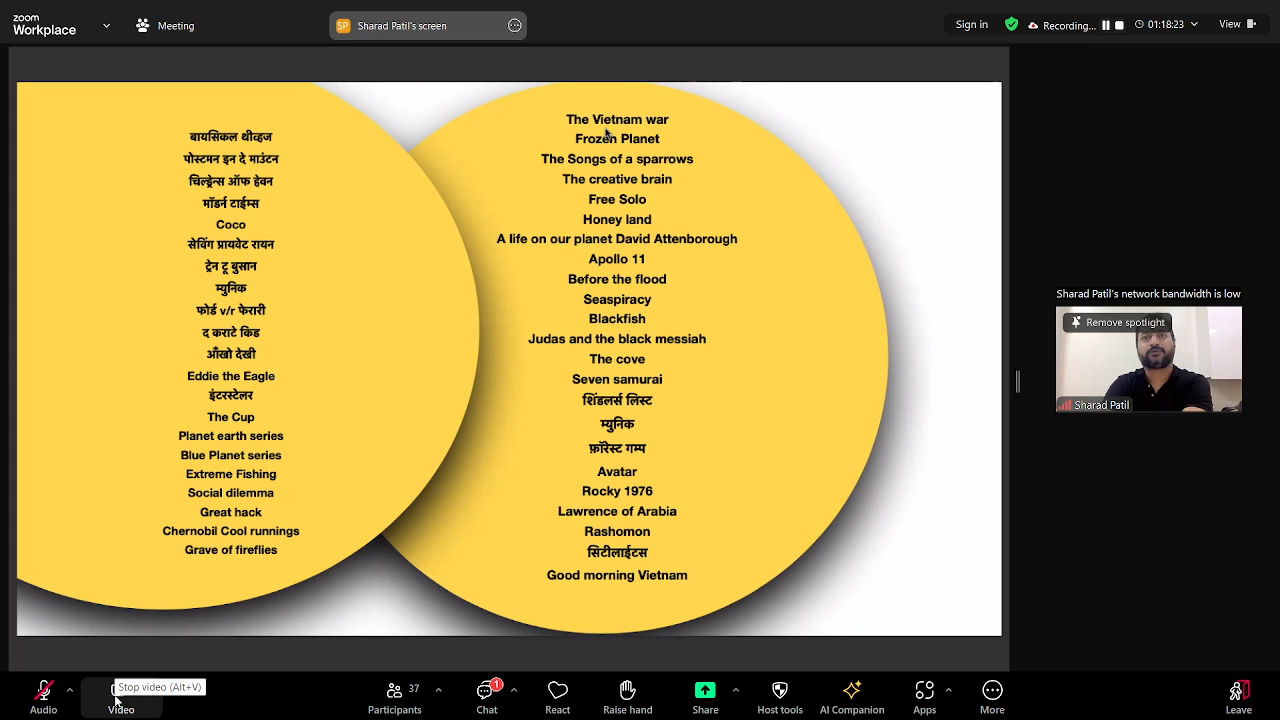 zoom
Workplace
Meeting
SP
Sharad Patil's screen
Sign in
Recording...
01:18:23
View
बायसिकल थीव्हज
पोस्टमन इन दे माउंटन
चिल्ड्रेन्स ऑफ हेवन
मॉडर्न टाईम्स
Coco
सेविंग प्रायवेट रायन
ट्रेन टू बुसान
म्युनिक
फोर्ड v/r फेरारी
द कराटे किड
आँखो देखी
Eddie the Eagle
इंटरस्टेलर
The Cup
Planet earth series
Blue Planet series
Extreme Fishing
Social dilemma
Great hack
Chernobil Cool runnings
Grave of fireflies
The Vietnam war
Frozen Planet
The Songs of a sparrows
The creative brain
Free Solo
Honey land
A life on our planet David Attenborough
Apollo 11
Before the flood
Seaspiracy
Blackfish
Judas and the black messiah
The cove
Seven samurai
शिंडलर्स लिस्ट
म्युनिक
फ़ॉरेस्ट गम्प
Avatar
Rocky 1976
Lawrence of Arabia
Rashomon
सिटीलाईटस
Good morning Vietnam
Sharad Patil's network bandwidth is low
Remove spotlight
Sharad Patil
Stop video (Alt+V)
Audio
Video
37
Participants
1
Chat
React
Raise hand
Share
Host tools
AI Companion
Apps
More
Leave